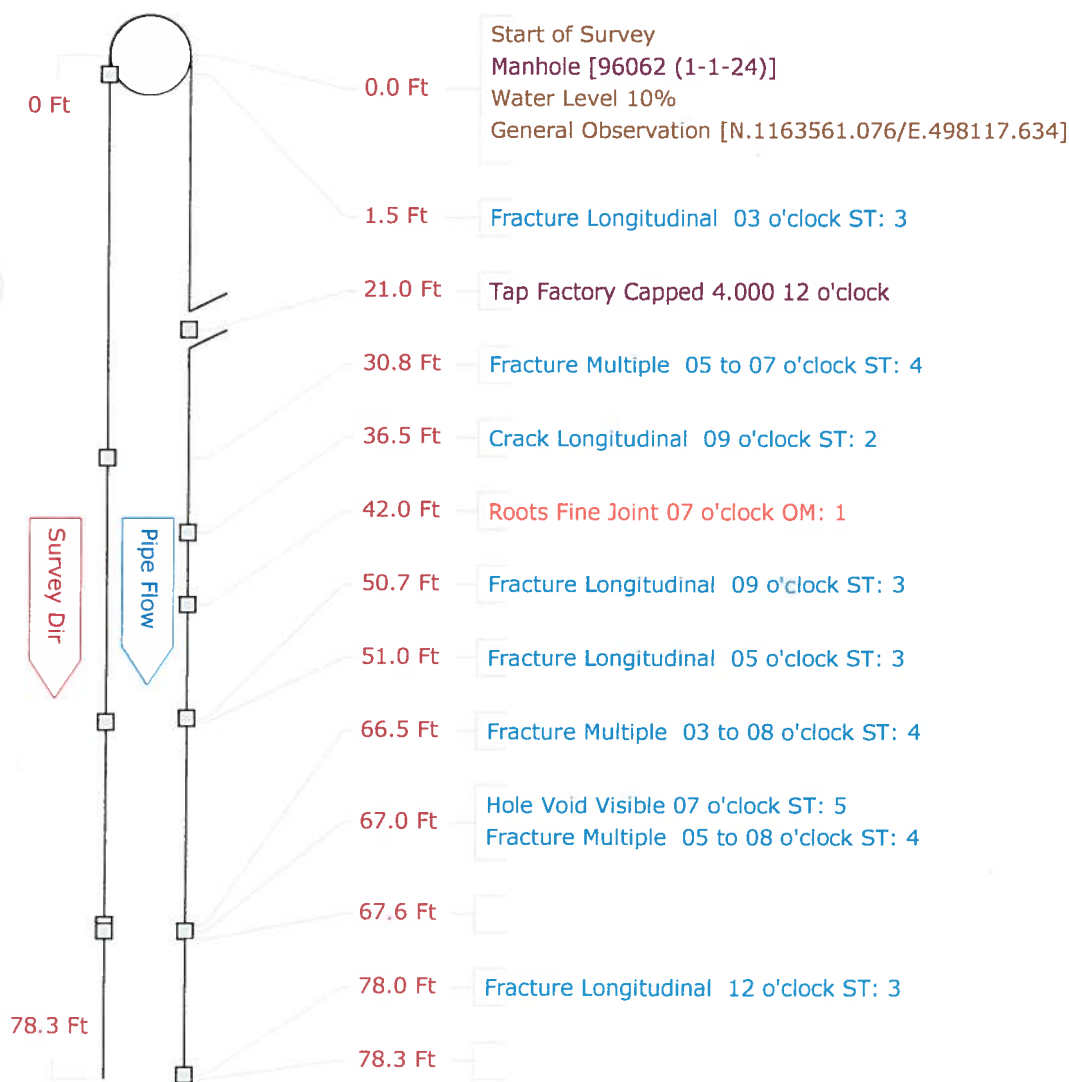 Start of Survey
Manhole [96062 (1-1-24)]
0 Ft
0.0 Ft
Water Level 10%
General Observation [N.1163561.076/E.498117.634]
1.5 Ft
Fracture Longitudinal 03 o'clock ST: 3
21.0 Ft
Tap Factory Capped 4.000 12 o'clock
30.8 Ft
Fracture Multiple 05 to 07 o'clock ST: 4
36.5 Ft
Crack Longitudinal 09 o'clock ST: 2
42.0 Ft
Roots Fine Joint 07 o'clock OM: 1
Survey Dir
Pipe Flow
50.7 Ft
Fracture Longitudinal 09 o'clock ST: 3
51.0 Ft
Fracture Longitudinal 05 o'clock ST: 3
66.5 Ft
Fracture Multiple 03 to 08 o'clock ST: 4
67.0 Ft
Hole Void Visible 07 o'clock ST: 5
Fracture Multiple 05 to 08 o'clock ST: 4
67.6 Ft
78.0 Ft
Fracture Longitudinal 12 o'clock ST: 3
78.3 Ft
78.3 Ft